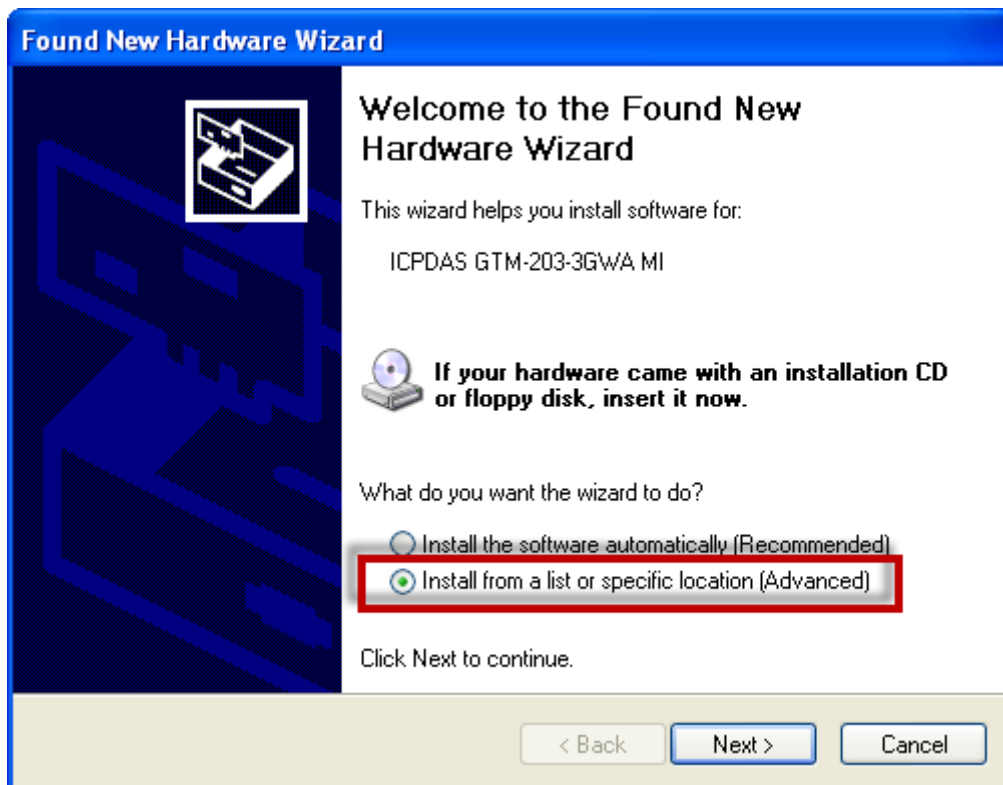 Found New Hardware Wizard
Welcome to the Found New
Hardware Wizard
This wizard helps you install software for:
ICPDAS GTM-203-3GWA MI
If your hardware came with an installation CD
or floppy disk, insert it now.
What do you want the wizard to do?
Install the software automatically (Recommended)
Install from a list or specific location (Advanced)
Click Next to continue.
< Back Next > Cancel